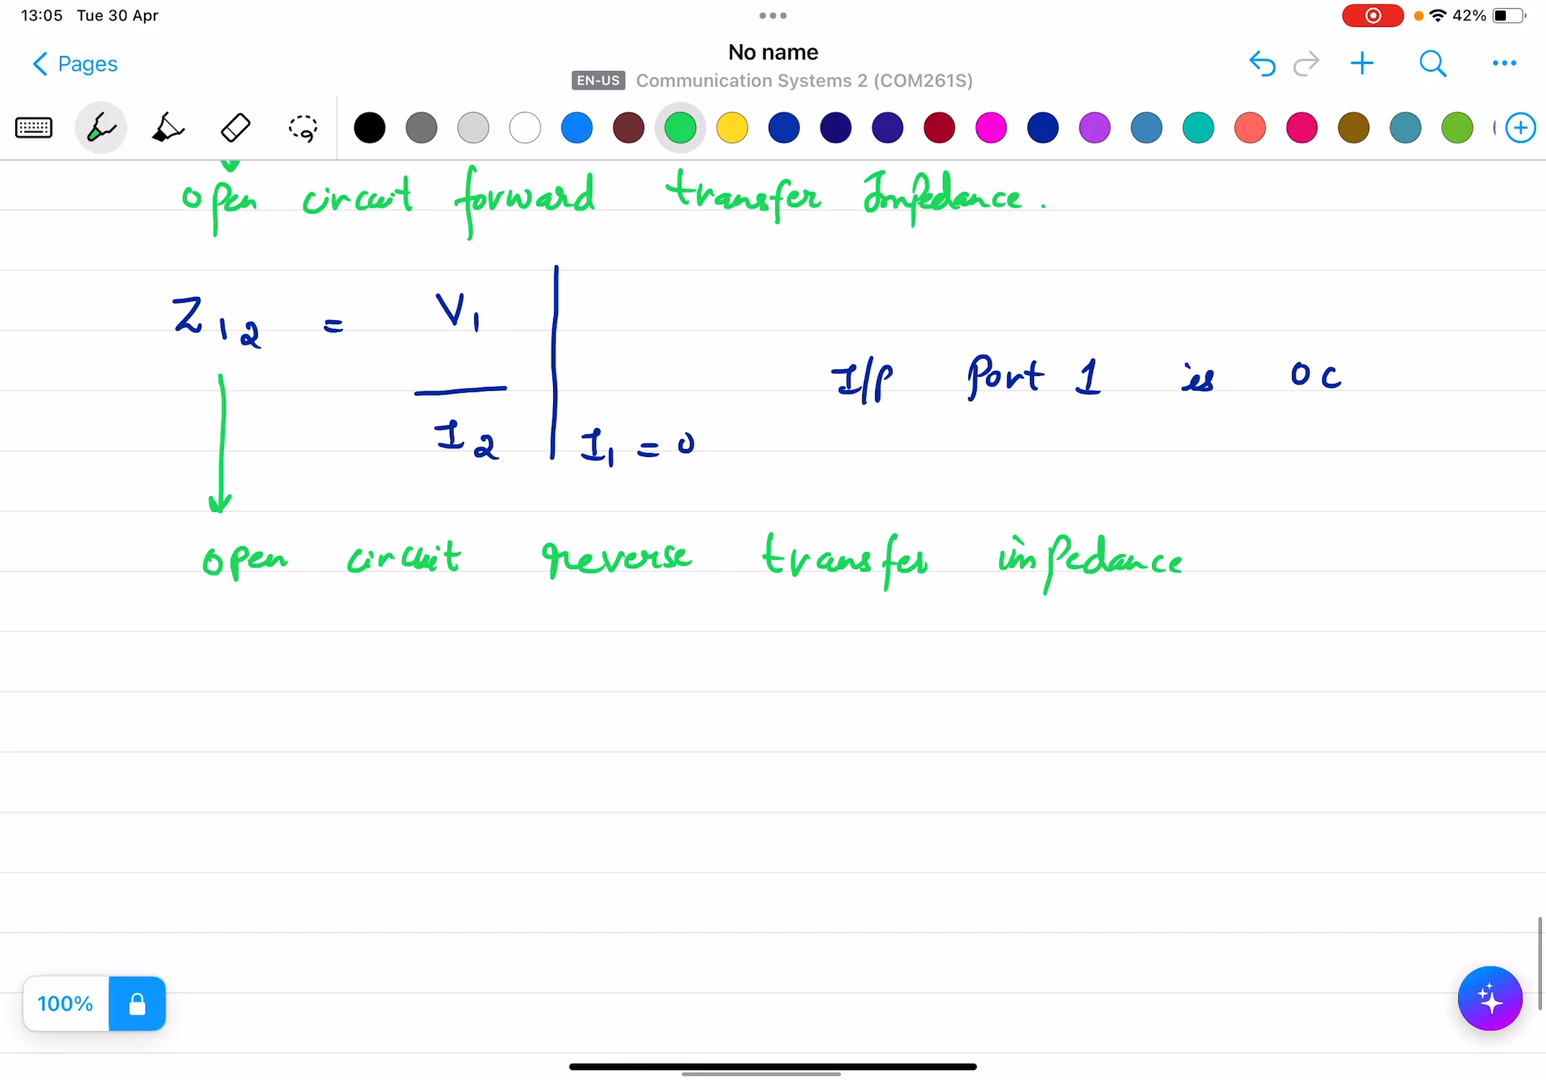 13:05 Tue 30 Apr
42%
Pages
No name
EN-US Communication Systems 2 (COM261S)
open circuit forward transfer Impedance.
Z12 = V1
I/P Port 1 is OC
I2 | I1 = 0
open circuit reverse transfer impedance
100%